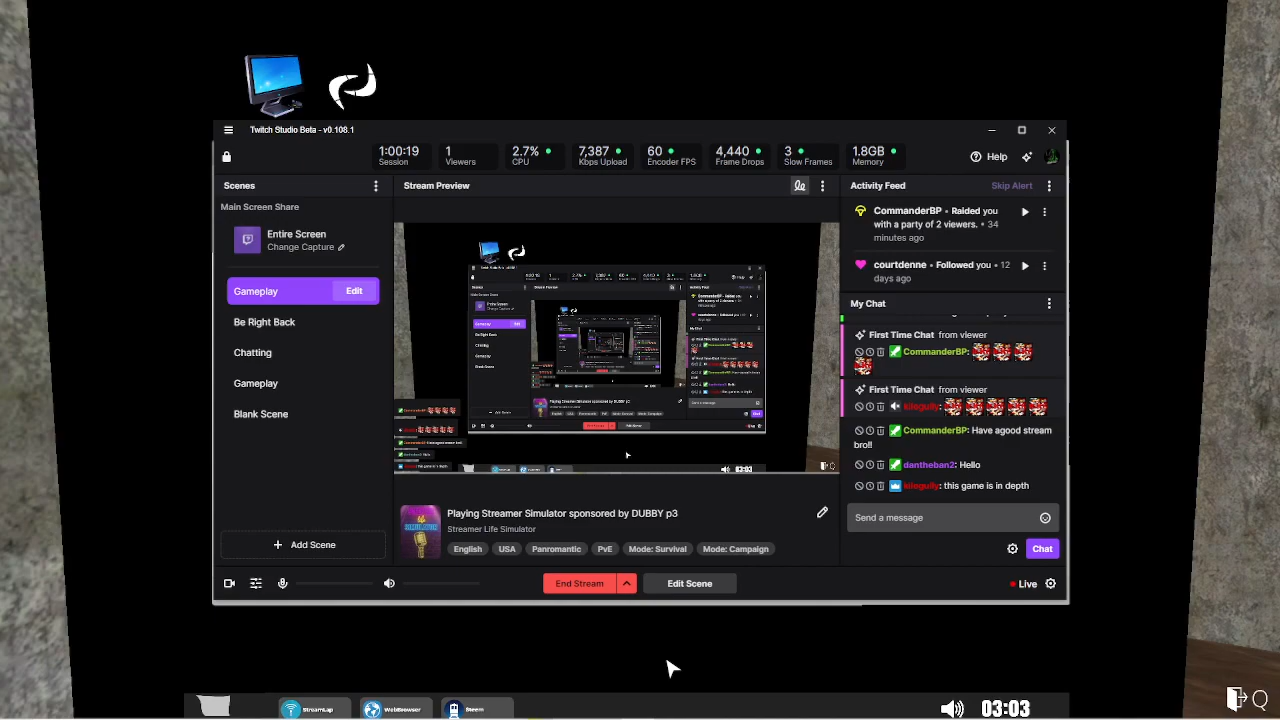 Twitch Studio Beta - v0.108.1
1:00:19
Session
1
Viewers
2.7%
CPU
7,387
Kbps Upload
60
Encoder FPS
4,440
Frame Drops
3
Slow Frames
1.8GB
Memory
Help
Scenes
Main Screen Share
Entire Screen
Change Capture
Gameplay
Edit
Be Right Back
Chatting
Gameplay
Blank Scene
+ Add Scene
Stream Preview
Playing Streamer Simulator sponsored by DUBBY p3
Streamer Life Simulator
English
USA
Panromantic
PvE
Mode: Survival
Mode: Campaign
Activity Feed
Skip Alert
CommanderBP • Raided you
with a party of 2 viewers. • 34
minutes ago
courtdenne • Followed you • 12
days ago
My Chat
First Time Chat from viewer
CommanderBP:
First Time Chat from viewer
kilegully:
CommanderBP: Have agood stream
bro!!
dantheban2: Hello
kilegully: this game is in depth
Send a message
Chat
End Stream
Edit Scene
Live
StreamLap
WebBrowser
Steem
03:03
Q